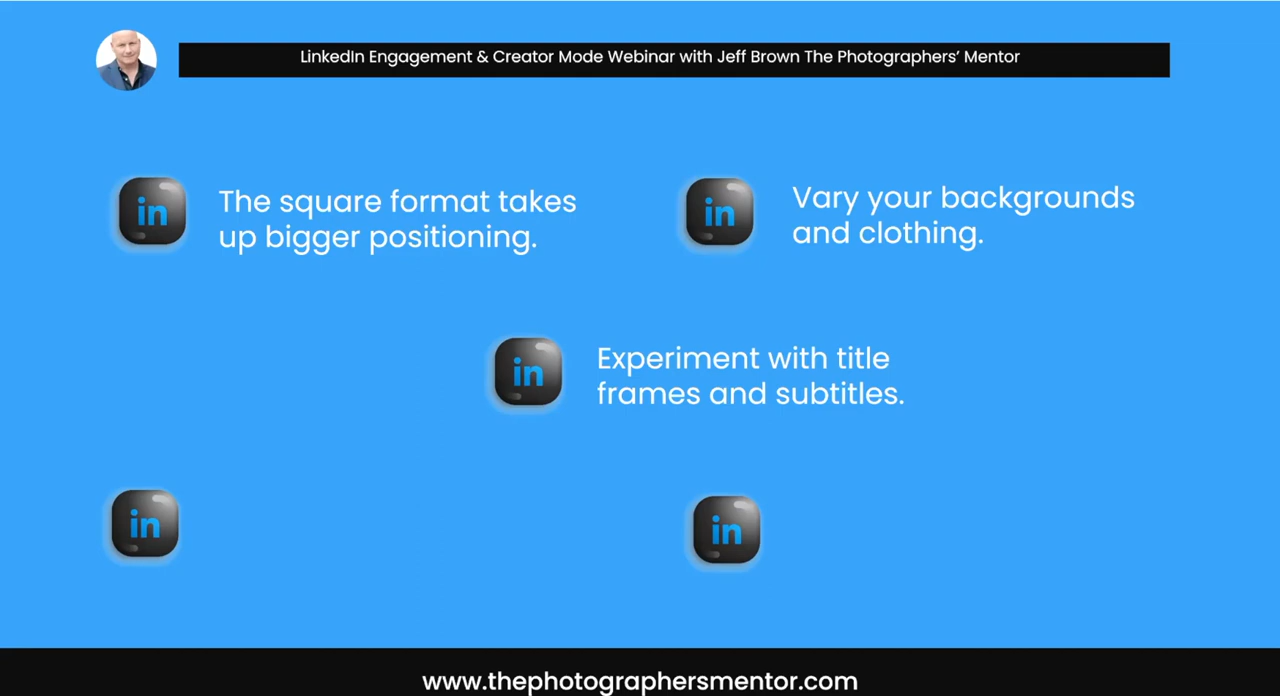 LinkedIn Engagement & Creator Mode Webinar with Jeff Brown The Photographers’ Mentor
in
The square format takes
up bigger positioning.
in
Vary your backgrounds
and clothing.
in
Experiment with title
frames and subtitles.
in
in
www.thephotographersmentor.com